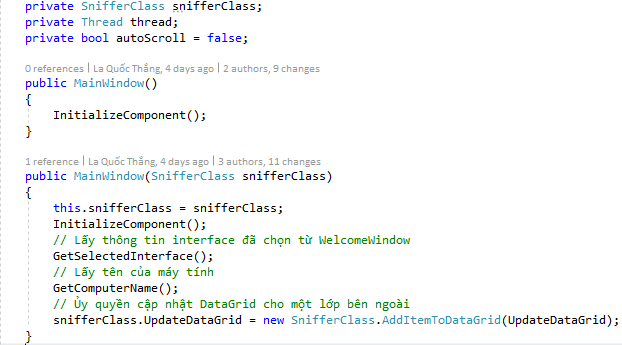 private SnifferClass snifferClass;
private Thread thread;
private bool autoScroll = false;
0 references | La Quốc Thắng, 4 days ago | 2 authors, 9 changes
public MainWindow()
{
InitializeComponent();
}
1 reference | La Quốc Thắng, 4 days ago | 3 authors, 11 changes
public MainWindow(SnifferClass snifferClass)
{
this.snifferClass = snifferClass;
InitializeComponent();
// Lấy thông tin interface đã chọn từ WelcomeWindow
GetSelectedInterface();
// Lấy tên của máy tính
GetComputerName();
// Ủy quyền cập nhật DataGrid cho một lớp bên ngoài
snifferClass.UpdateDataGrid = new SnifferClass.AddItemToDataGrid(UpdateDataGrid);
}